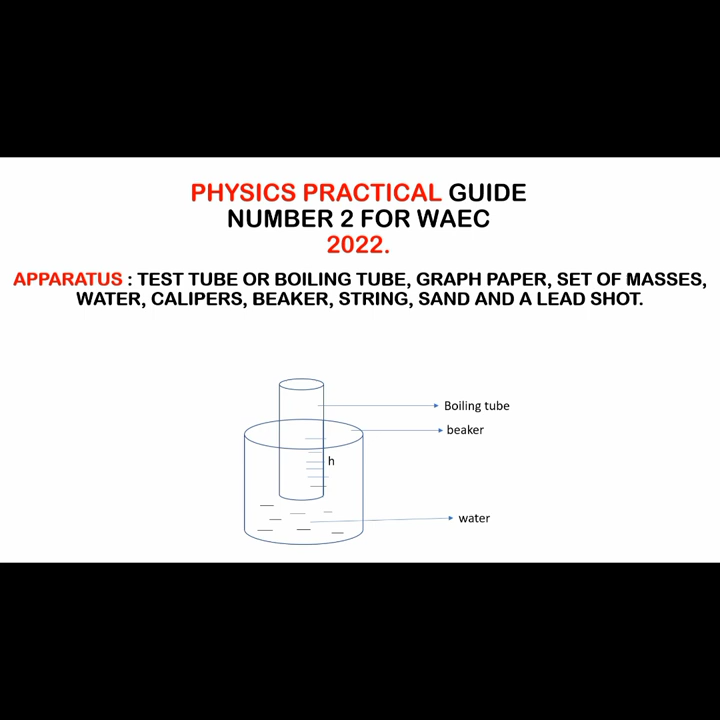 PHYSICS PRACTICAL GUIDE
NUMBER 2 FOR WAEC
2022.
APPARATUS : TEST TUBE OR BOILING TUBE, GRAPH PAPER, SET OF MASSES,
WATER, CALIPERS, BEAKER, STRING, SAND AND A LEAD SHOT.
Boiling tube
beaker
h
water